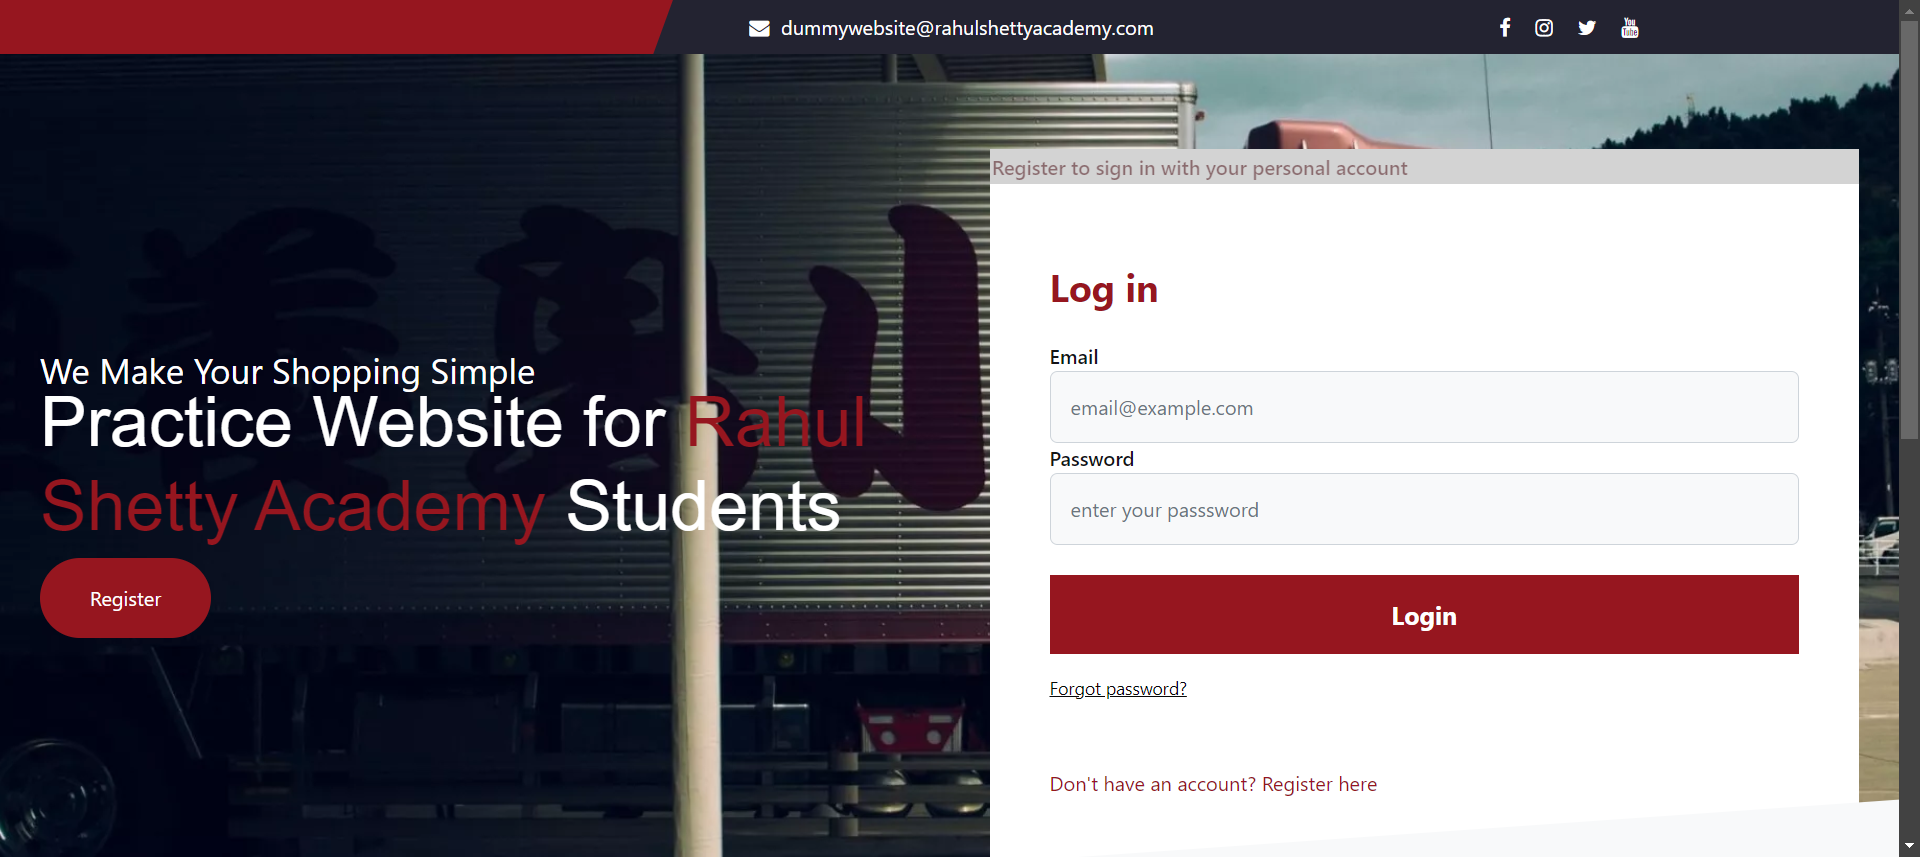 dummywebsite@rahulshettyacademy.com
You
Tube
Register to sign in with your personal account
Log in
Email
email@example.com
Password
enter your passsword
Login
Forgot password?
Don't have an account? Register here
We Make Your Shopping Simple
Practice Website for Rahul
Shetty Academy Students
Register